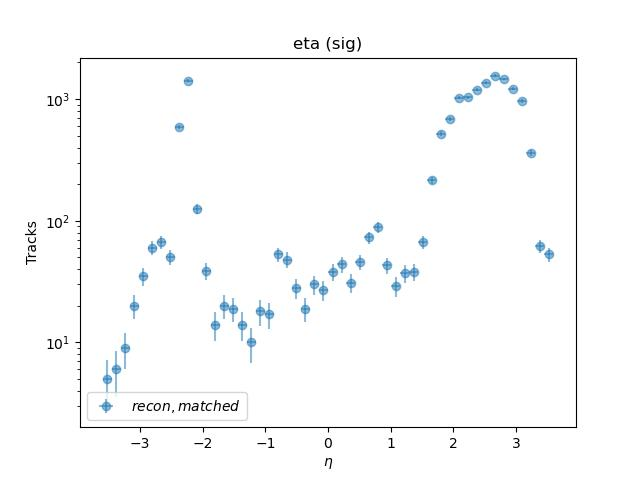 eta (sig)
Tracks
10³
10²
10¹
recon, matched
−3 −2 −1 0 1 2 3
η